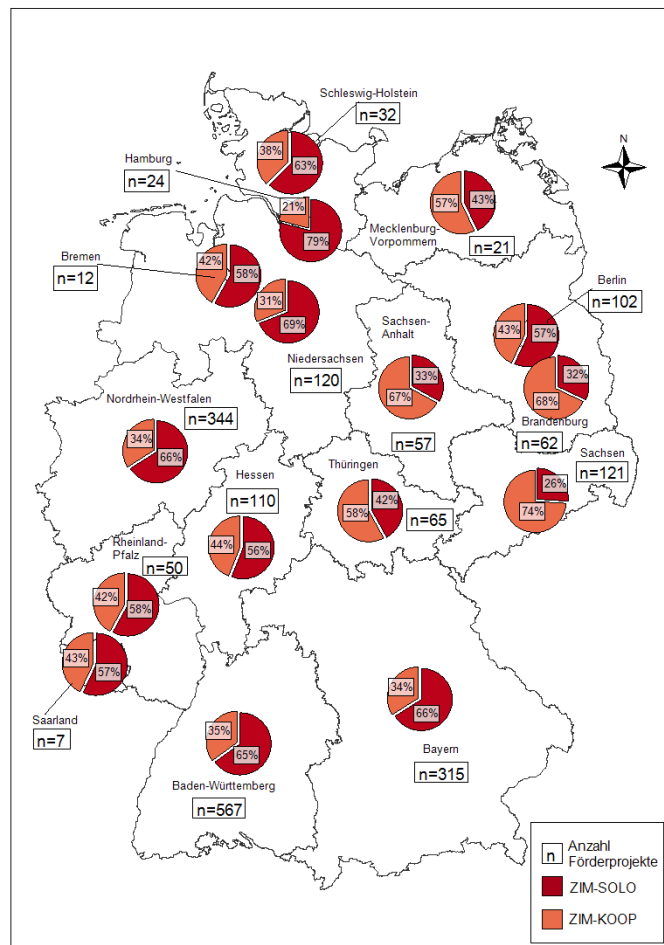 Schleswig-Holstein
n=32
38%
63%
N
Hamburg
n=24
21%
79%
57%
43%
Mecklenburg-
Vorpommern
n=21
Bremen
n=12
42%
58%
31%
69%
Niedersachsen
n=120
Berlin
n=102
43%
57%
Sachsen-
Anhalt
33%
67%
n=57
32%
68%
Brandenburg
n=62
Nordrhein-Westfalen
n=344
34%
66%
Sachsen
n=121
26%
74%
Hessen
n=110
44%
56%
Thüringen
42%
58%
n=65
Rheinland-
Pfalz
n=50
42%
58%
43%
57%
Saarland
n=7
34%
66%
Bayern
n=315
35%
65%
Baden-Württemberg
n=567
n Anzahl
Förderprojekte
ZIM-SOLO
ZIM-KOOP